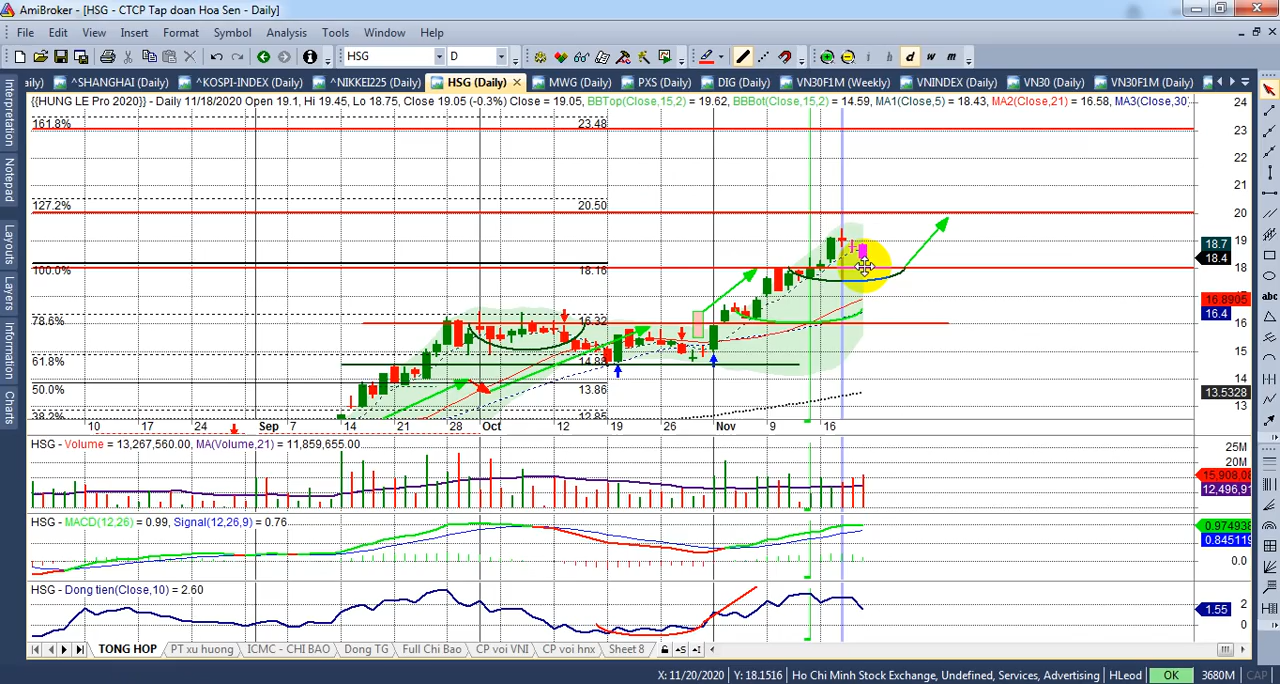 AmiBroker - [HSG - CTCP Tap doan Hoa Sen - Daily]
File Edit View Insert Format Symbol Analysis Tools Window Help
HSG D d w m
ily) ^SHANGHAI (Daily) ^KOSPI-INDEX (Daily) ^NIKKEI225 (Daily) HSG (Daily) MWG (Daily) PXS (Daily) DIG (Daily) VN30F1M (Weekly) VNINDEX (Daily) VN30 (Daily) VN30F1M (Daily)
{{HUNG LE Pro 2020}} - Daily 11/18/2020 Open 19.1, Hi 19.45, Lo 18.75, Close 19.05 (-0.3%) Close = 19.05, BBTop(Close,15,2) = 19.62, BBBot(Close,15,2) = 14.59, MA1(Close,5) = 18.43, MA2(Close,21) = 16.58, MA3(Close,30)
Interpretation
Notepad
Layouts
Layers
Information
Charts
24
161.8% 23.48 23
22
21
127.2% 20.50 20
19
18.7
18.4
100.0% 18.16 18
16.8905
16.4
78.6% 16.32 16
61.8% 14.88 15
50.0% 13.86 14
13.5328
38.2% 12.85 13
10 17 24 Sep 7 14 21 28 Oct 12 19 26 Nov 9 16
HSG - Volume = 13,267,560.00, MA(Volume,21) = 11,859,655.00
25M
20M
15,908,08
12,496,91
HSG - MACD(12,26) = 0.99, Signal(12,26,9) = 0.76
0.974938
0.845119
0.0
HSG - Dong tien(Close,10) = 2.60
2
1.55
0
TONG HOP PT xu huong ICMC - CHI BAO Dong TG Full Chi Bao CP voi VNI CP voi hnx Sheet 8
X: 11/20/2020 Y: 18.1516 Ho Chi Minh Stock Exchange, Undefined, Services, Advertising HLeod OK 3680M CAP